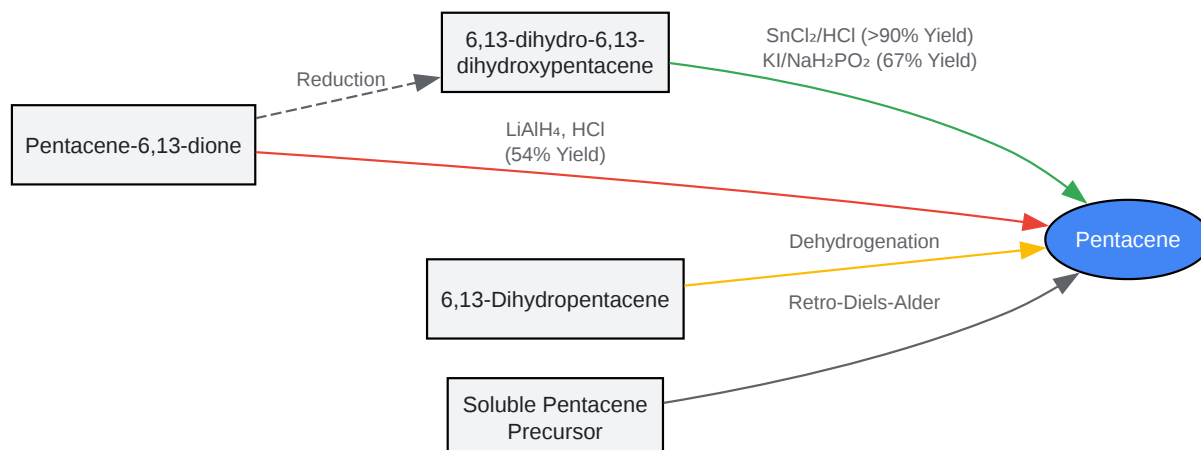 6,13-dihydro-6,13-
dihydroxypentacene
SnCl₂/HCl (>90% Yield)
KI/NaH₂PO₂ (67% Yield)
Reduction
Pentacene-6,13-dione
LiAlH₄, HCl
(54% Yield)
Pentacene
Dehydrogenation
6,13-Dihydropentacene
Retro-Diels-Alder
Soluble Pentacene
Precursor